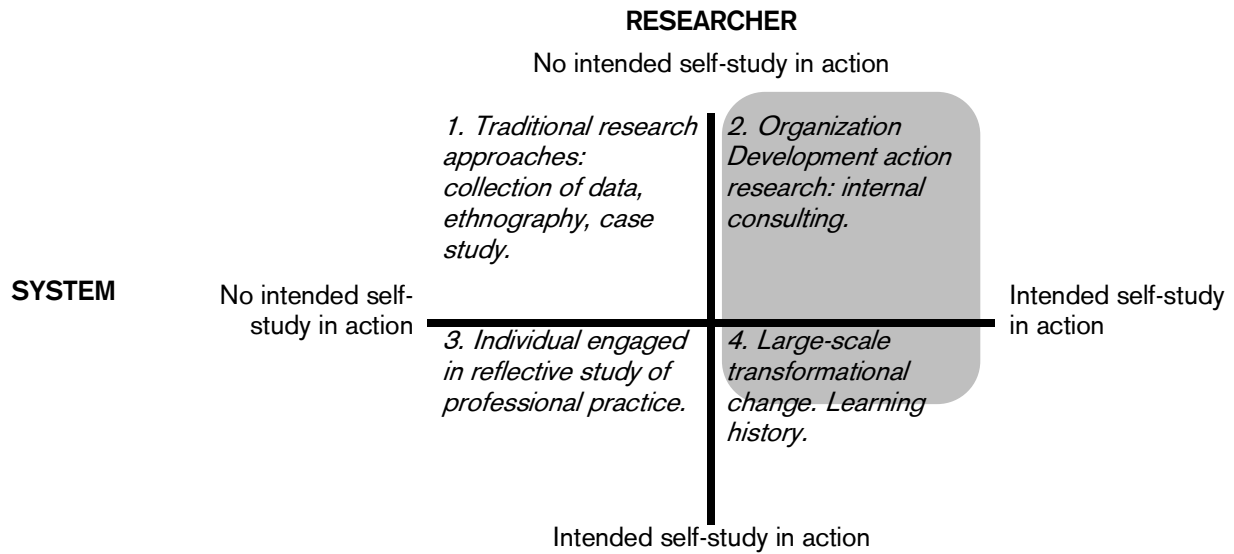 RESEARCHER
No intended self-study in action
1. Traditional research
approaches:
collection of data,
ethnography, case
study.
2. Organization
Development action
research: internal
consulting.
SYSTEM
No intended self-
study in action
Intended self-study
in action
3. Individual engaged
in reflective study of
professional practice.
4. Large-scale
transformational
change. Learning
history.
Intended self-study in action